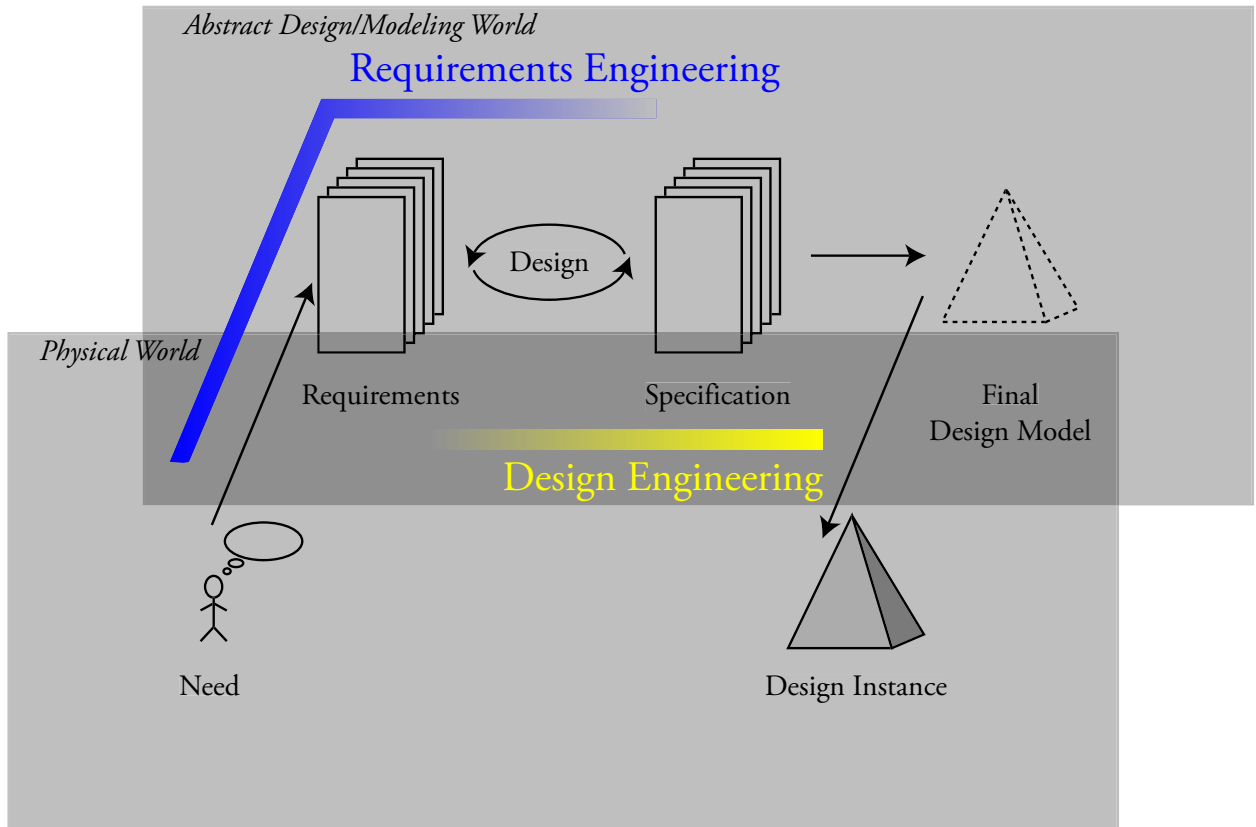 Abstract Design/Modeling World
Requirements Engineering
Design
Physical World
Requirements
Specification
Final
Design Model
Design Engineering
Need
Design Instance